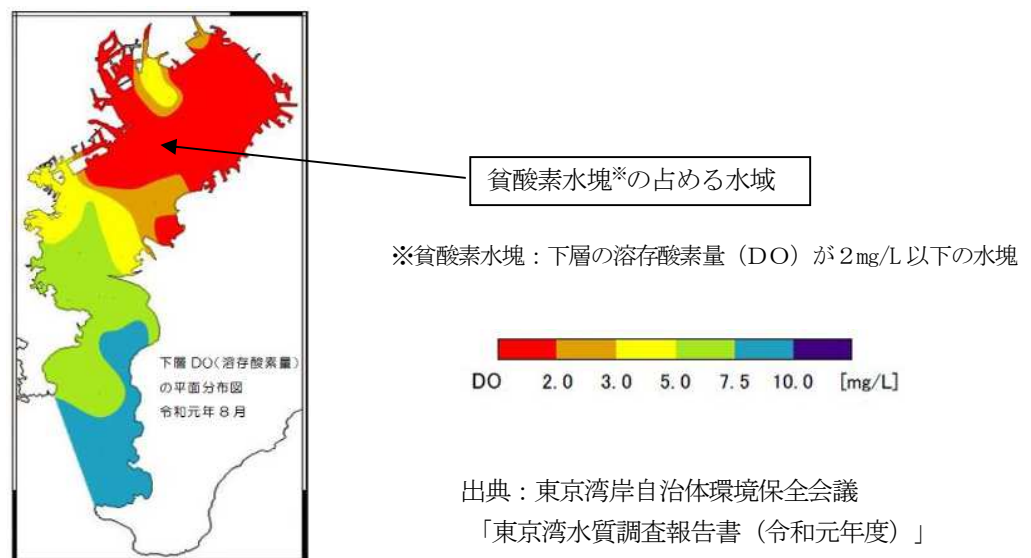 貧酸素水塊※の占める水域
※貧酸素水塊：下層の溶存酸素量（ＤＯ）が２㎎/L以下の水塊
下層 DO(溶存酸素量)
の平面分布図
令和元年８月
DO 2.0 3.0 5.0 7.5 10.0 [mg/L]
出典：東京湾岸自治体環境保全会議
「東京湾水質調査報告書（令和元年度）」